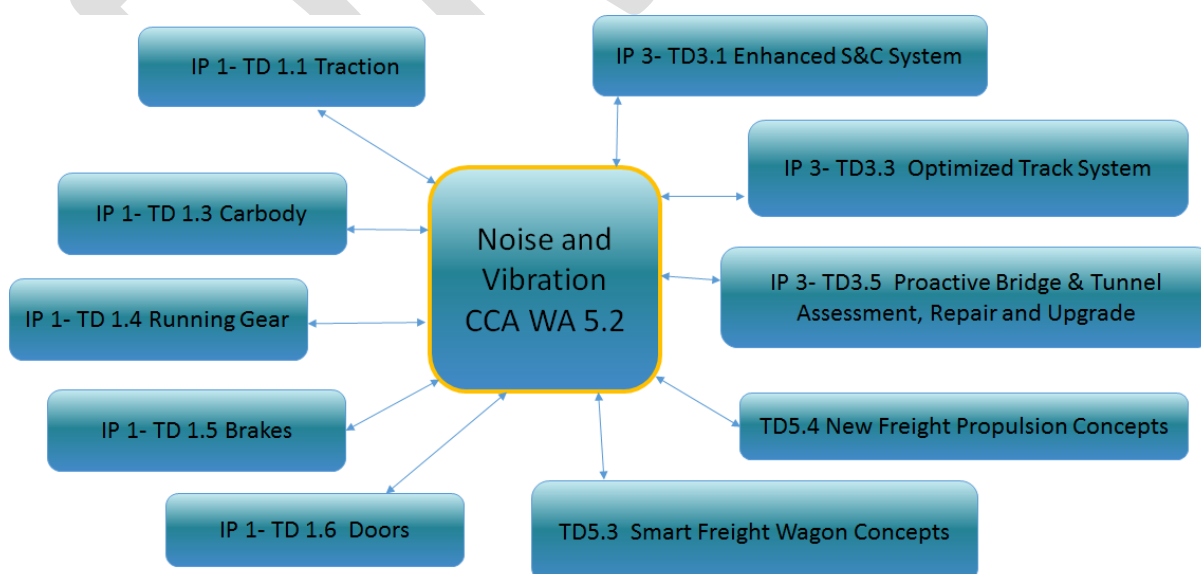 IP 1- TD 1.1 Traction
IP 3- TD3.1 Enhanced S&C System
IP 3- TD3.3  Optimized Track System
IP 1- TD 1.3 Carbody
Noise and
Vibration
CCA WA 5.2
IP 3- TD3.5  Proactive Bridge & Tunnel
Assessment, Repair and Upgrade
IP 1- TD 1.4 Running Gear
IP 1- TD 1.5 Brakes
TD5.4 New Freight Propulsion Concepts
IP 1- TD 1.6  Doors
TD5.3  Smart Freight Wagon Concepts